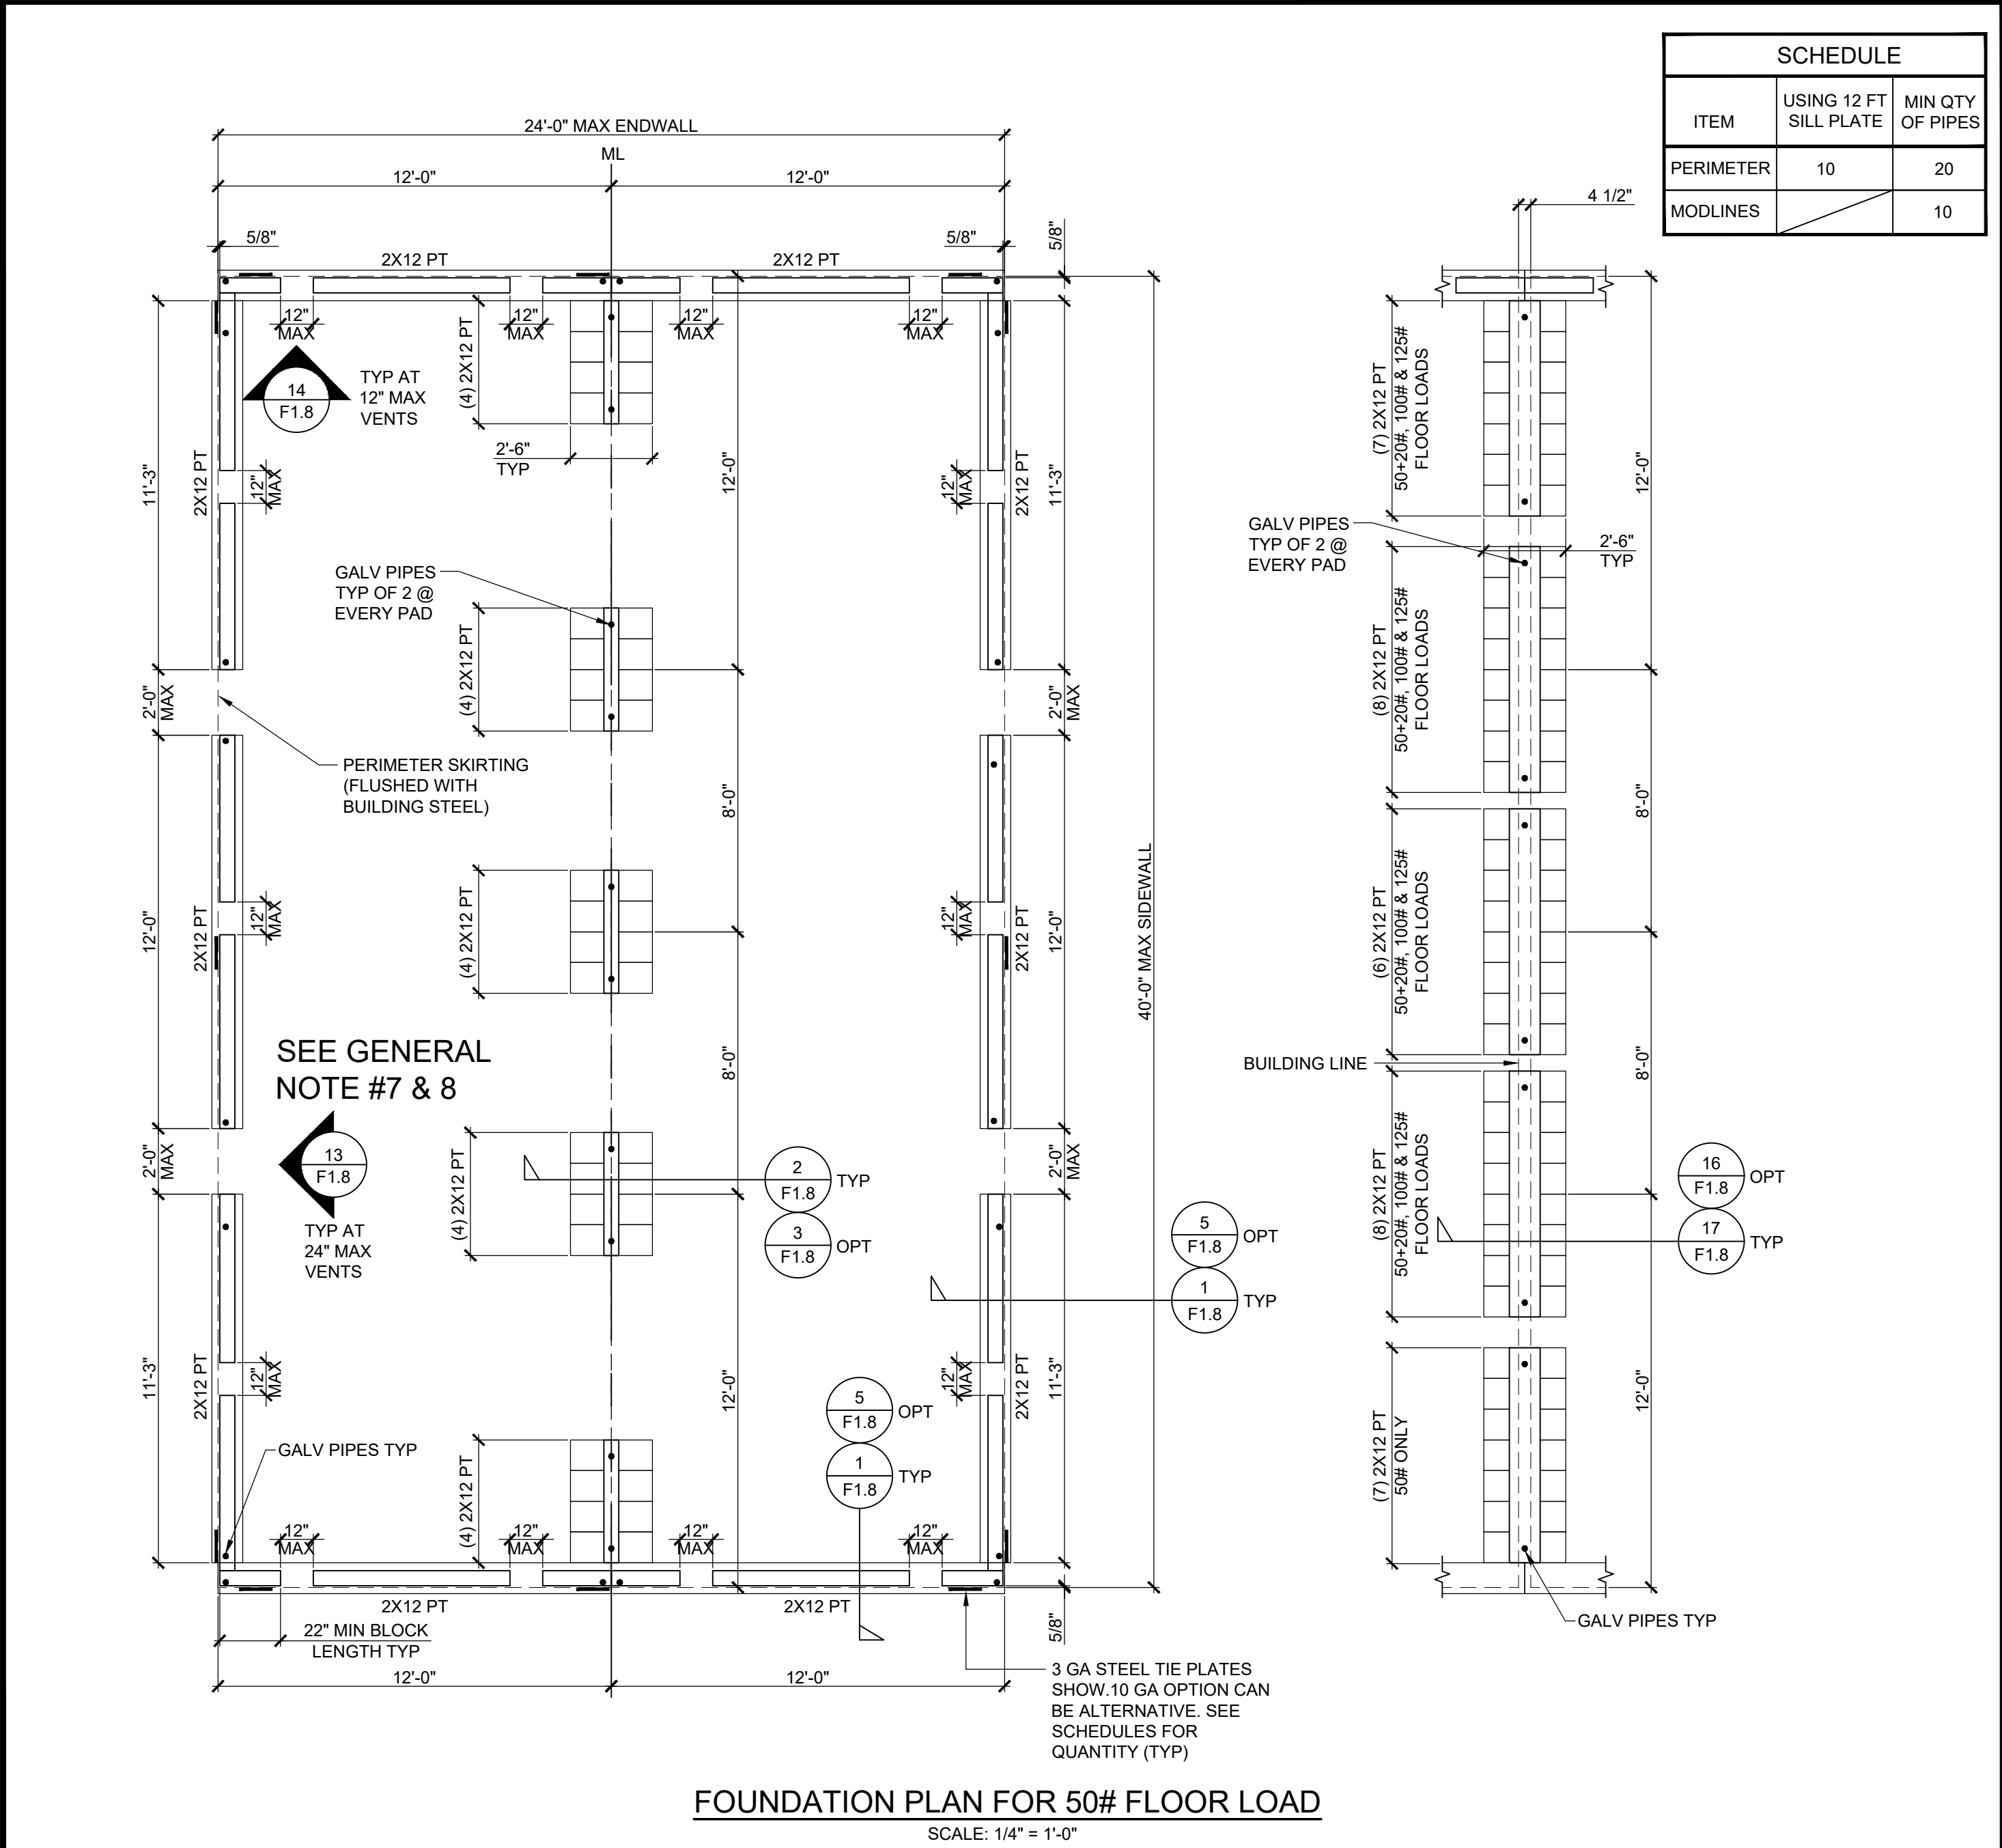 SCHEDULE
ITEM
USING 12 FT
SILL PLATE
MIN QTY
OF PIPES
PERIMETER
10
20
MODLINES
10
24'-0" MAX ENDWALL
ML
12'-0"
12'-0"
5/8"
5/8"
5/8"
2X12 PT
2X12 PT
12"
MAX
12"
MAX
12"
MAX
12"
MAX
14
F1.8
TYP AT
12" MAX
VENTS
(4) 2X12 PT
2'-6"
TYP
11'-3"
2X12 PT
12"
MAX
12'-0"
12"
MAX
2X12 PT
11'-3"
GALV PIPES
TYP OF 2 @
EVERY PAD
(4) 2X12 PT
2'-0"
MAX
2'-0"
MAX
PERIMETER SKIRTING
(FLUSHED WITH
BUILDING STEEL)
8'-0"
(4) 2X12 PT
12'-0"
2X12 PT
12"
MAX
12"
MAX
2X12 PT
12'-0"
40'-0" MAX SIDEWALL
SEE GENERAL
NOTE #7 & 8
8'-0"
13
F1.8
TYP AT
24" MAX
VENTS
2'-0"
MAX
(4) 2X12 PT
2
F1.8
TYP
3
F1.8
OPT
2'-0"
MAX
5
F1.8
OPT
1
F1.8
TYP
11'-3"
2X12 PT
12"
MAX
12'-0"
12"
MAX
2X12 PT
11'-3"
5
F1.8
OPT
1
F1.8
TYP
GALV PIPES TYP
(4) 2X12 PT
12"
MAX
12"
MAX
12"
MAX
12"
MAX
2X12 PT
2X12 PT
22" MIN BLOCK
LENGTH TYP
5/8"
12'-0"
12'-0"
3 GA STEEL TIE PLATES
SHOW.10 GA OPTION CAN
BE ALTERNATIVE. SEE
SCHEDULES FOR
QUANTITY (TYP)
4 1/2"
(7) 2X12 PT
50+20#, 100# & 125#
FLOOR LOADS
12'-0"
GALV PIPES
TYP OF 2 @
EVERY PAD
2'-6"
TYP
(8) 2X12 PT
50+20#, 100# & 125#
FLOOR LOADS
8'-0"
(6) 2X12 PT
50+20#, 100# & 125#
FLOOR LOADS
BUILDING LINE
8'-0"
(8) 2X12 PT
50+20#, 100# & 125#
FLOOR LOADS
16
F1.8
OPT
17
F1.8
TYP
(7) 2X12 PT
50# ONLY
12'-0"
GALV PIPES TYP
FOUNDATION PLAN FOR 50# FLOOR LOAD
SCALE: 1/4" = 1'-0"